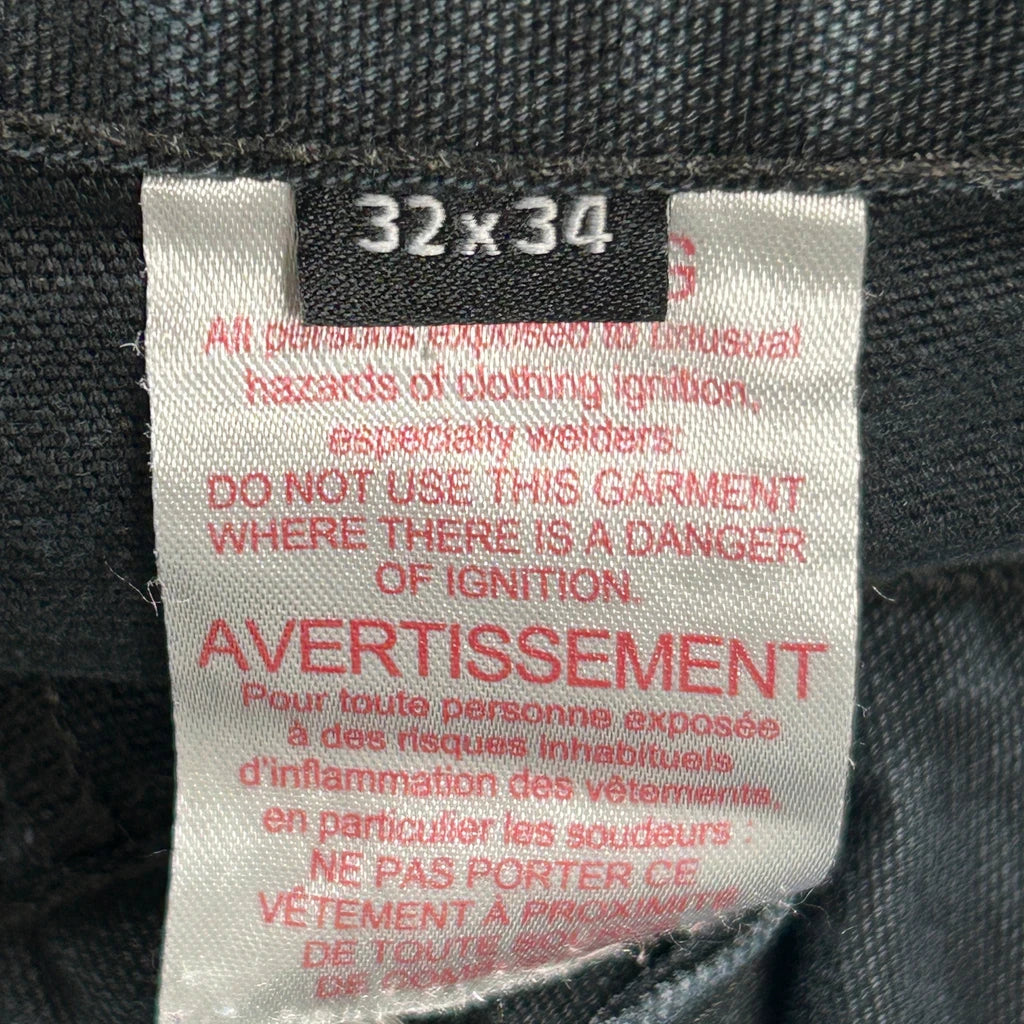 32x34
G
All persons exposed to unusual
hazards of clothing ignition,
especially welders:
DO NOT USE THIS GARMENT
WHERE THERE IS A DANGER
OF IGNITION.
AVERTISSEMENT
Pour toute personne exposée
à des risques inhabituels
d'inflammation des vêtements,
en particulier les soudeurs :
NE PAS PORTER CE
VÊTEMENT À PROXIMITÉ
DE TOUTE
DE